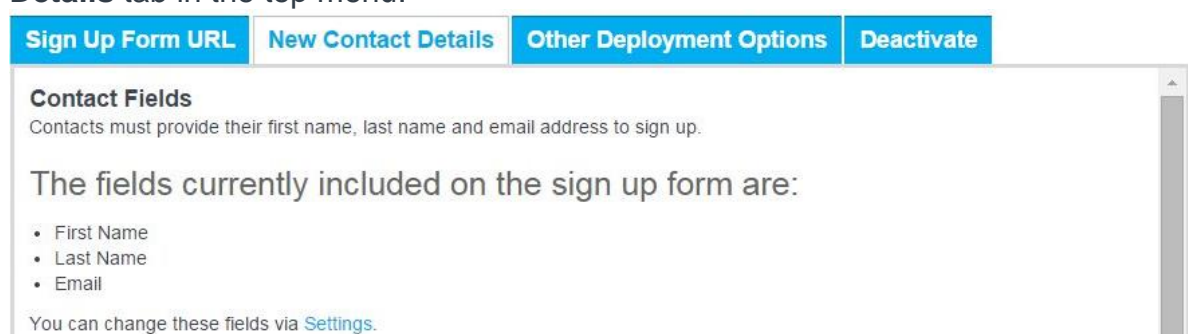 Details tab in the top menu.
Sign Up Form URL New Contact Details Other Deployment Options Deactivate
Contact Fields
Contacts must provide their first name, last name and email address to sign up.
The fields currently included on the sign up form are:
• First Name
• Last Name
• Email
You can change these fields via Settings.